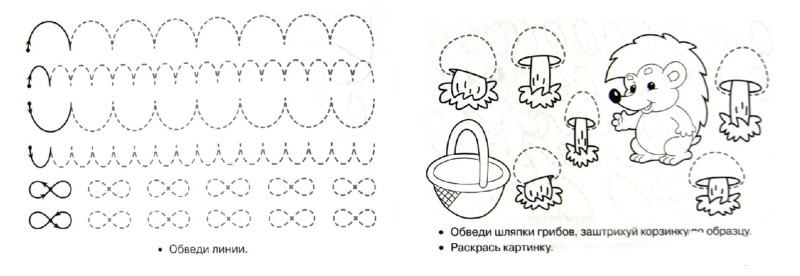 • Обведи линии.
• Обведи шляпки грибов, заштрихуй корзинку по образцу.
• Раскрась картинку.